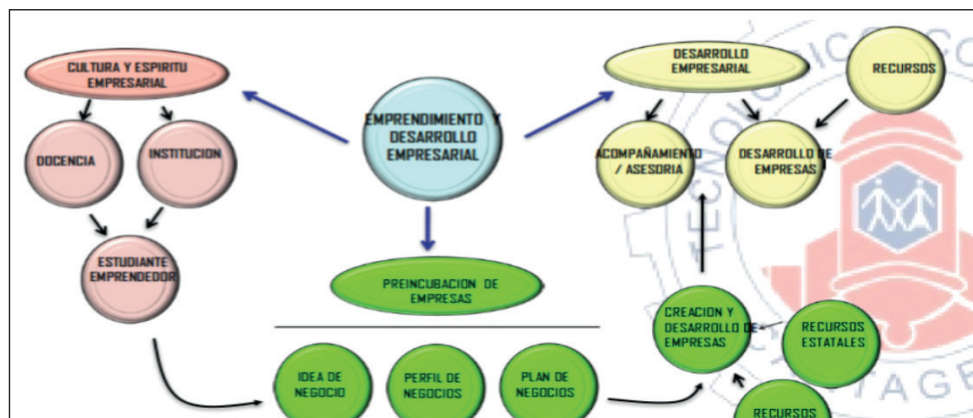 CULTURA Y ESPIRITU
EMPRESARIAL
DOCENCIA
INSTITUCION
ESTUDIANTE
EMPRENDEDOR
EMPRENDIMIENTO Y
DESARROLLO
EMPRESARIAL
DESARROLLO
EMPRESARIAL
RECURSOS
ACOMPAÑAMIENTO
/ ASESORIA
DESARROLLO DE
EMPRESAS
PREINCUBACION DE
EMPRESAS
IDEA DE
NEGOCIO
PERFIL DE
NEGOCIOS
PLAN DE
NEGOCIOS
CREACION Y
DESARROLLO DE
EMPRESAS
RECURSOS
ESTATALES
RECURSOS